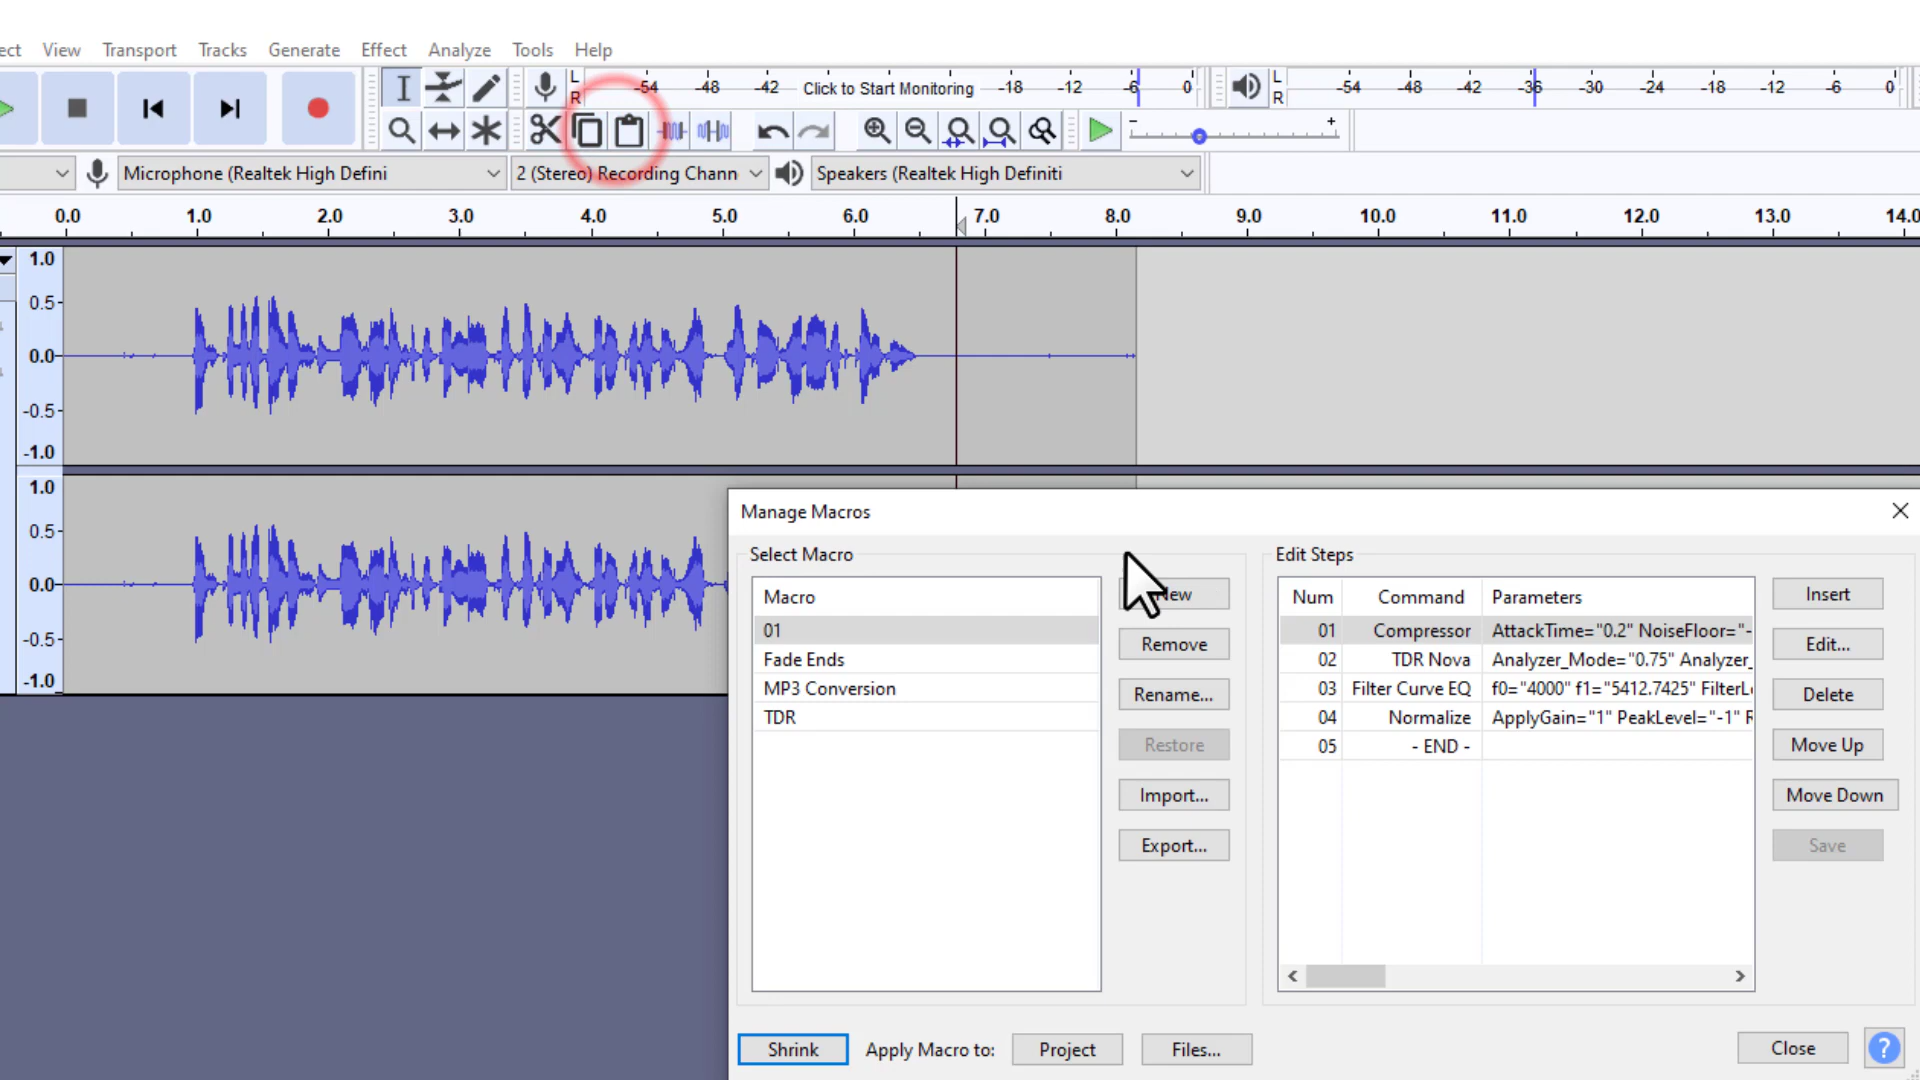 ect View Transport Tracks Generate Effect Analyze Tools Help
L -54 -48 -42 Click to Start Monitoring -18 -12 -6 0 L -54 -48 -42 -36 -30 -24 -18 -12 -6 0
R R
- +
Microphone (Realtek High Defini 2 (Stereo) Recording Chann Speakers (Realtek High Definiti
0.0 1.0 2.0 3.0 4.0 5.0 6.0 7.0 8.0 9.0 10.0 11.0 12.0 13.0 14.0
1.0
0.5
0.0
-0.5
-1.0
1.0
0.5
0.0
-0.5
-1.0
Manage Macros
Select Macro
Macro
01
Fade Ends
MP3 Conversion
TDR
New
Remove
Rename...
Restore
Import...
Export...
Edit Steps
Num Command Parameters
01 Compressor AttackTime="0.2" NoiseFloor="-
02 TDR Nova Analyzer_Mode="0.75" Analyzer_
03 Filter Curve EQ f0="4000" f1="5412.7425" FilterL
04 Normalize ApplyGain="1" PeakLevel="-1" R
05 - END -
Insert
Edit...
Delete
Move Up
Move Down
Save
Shrink Apply Macro to: Project Files... Close ?